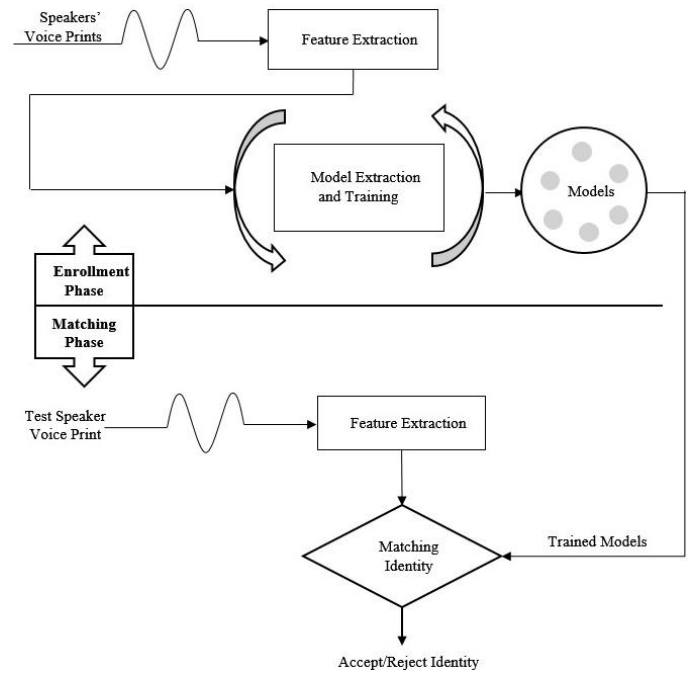 Speakers’
Voice Prints
Feature Extraction
Model Extraction
and Training
Models
Enrollment
Phase
Matching
Phase
Test Speaker
Voice Print
Feature Extraction
Matching
Identity
Trained Models
Accept/Reject Identity